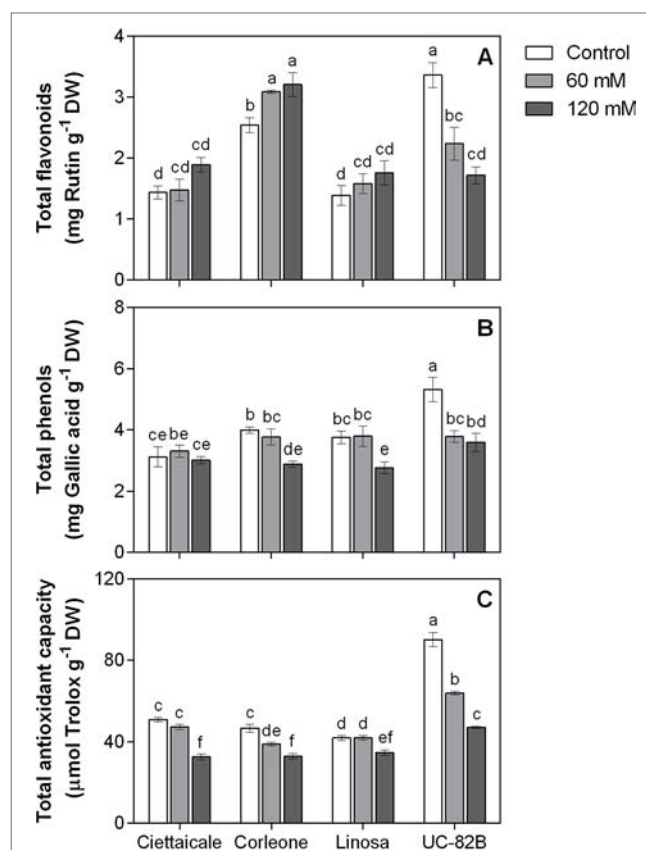 A
Total flavonoids
(mg Rutin g-1 DW)
4
3
2
1
0
d
cd
cd
b
a
a
d
cd
cd
a
bc
cd
Control
60 mM
120 mM
B
Total phenols
(mg Gallic acid g-1 DW)
8
6
4
2
0
ce
be
ce
b
bc
de
bc
bc
e
a
bc
bd
C
Total antioxidant capacity
(μmol Trolox g-1 DW)
120
80
40
0
c
c
f
c
de
f
d
d
ef
a
b
c
Ciettaicale
Corleone
Linosa
UC-82B